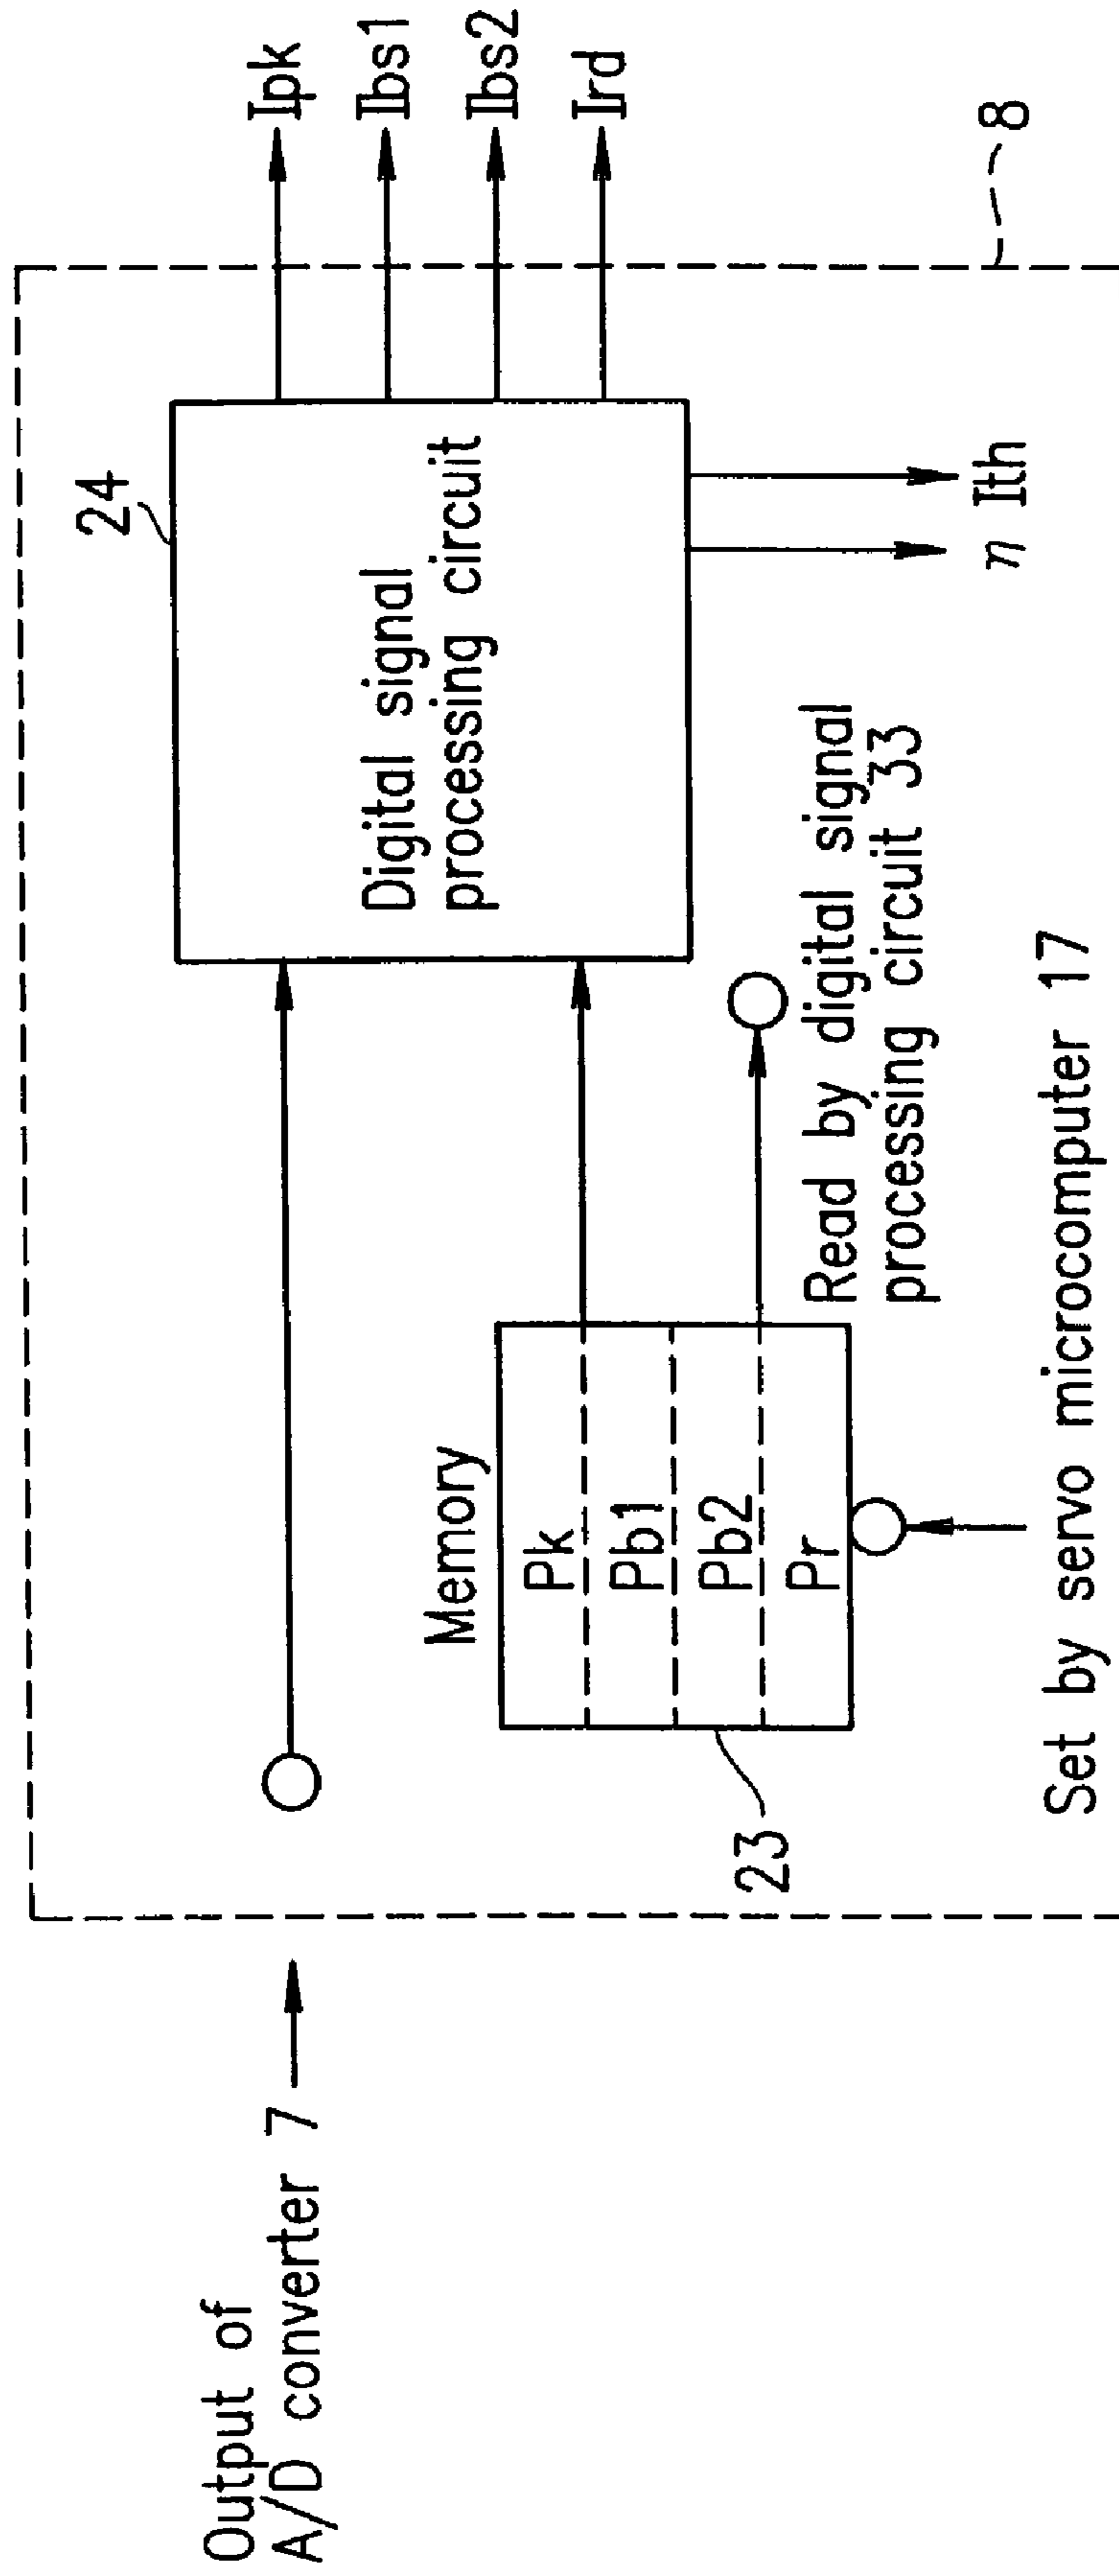 Output of
A/D converter 7
24
Digital signal
processing circuit
Ipk
Ibs1
Ibs2
Ird
Memory
Pk
Pb1
Pb2
Pr
23
Read by digital signal
processing circuit 33
η Ith
8
Set by servo microcomputer 17